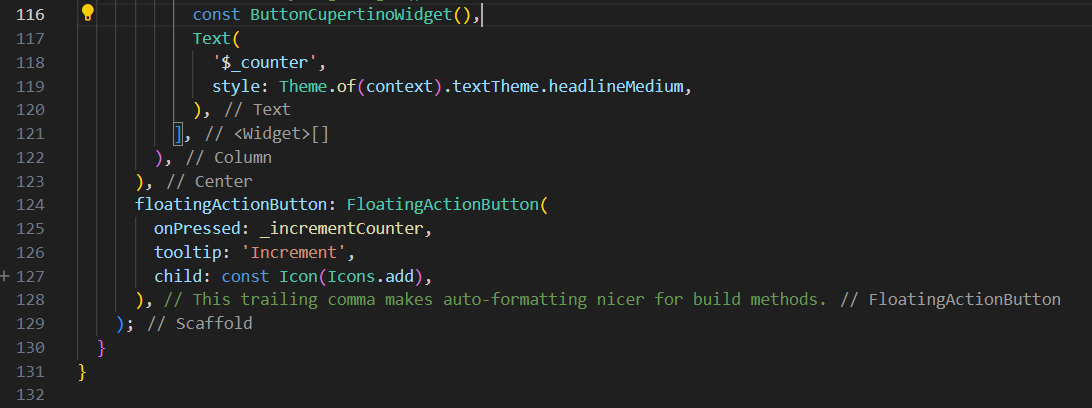 116 const ButtonCupertinoWidget(),
117 Text(
118 '$_counter',
119 style: Theme.of(context).textTheme.headlineMedium,
120 ), // Text
121 ], // <Widget>[]
122 ), // Column
123 ), // Center
124 floatingActionButton: FloatingActionButton(
125 onPressed: _incrementCounter,
126 tooltip: 'Increment',
127 child: const Icon(Icons.add),
128 ), // This trailing comma makes auto-formatting nicer for build methods. // FloatingActionButton
129 ); // Scaffold
130 }
131 }
132